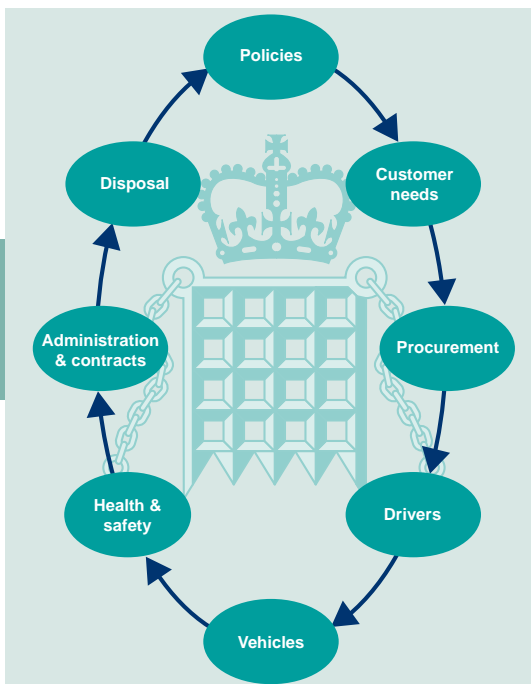 Policies
Customer
needs
Procurement
Drivers
Vehicles
Health &
safety
Administration
& contracts
Disposal